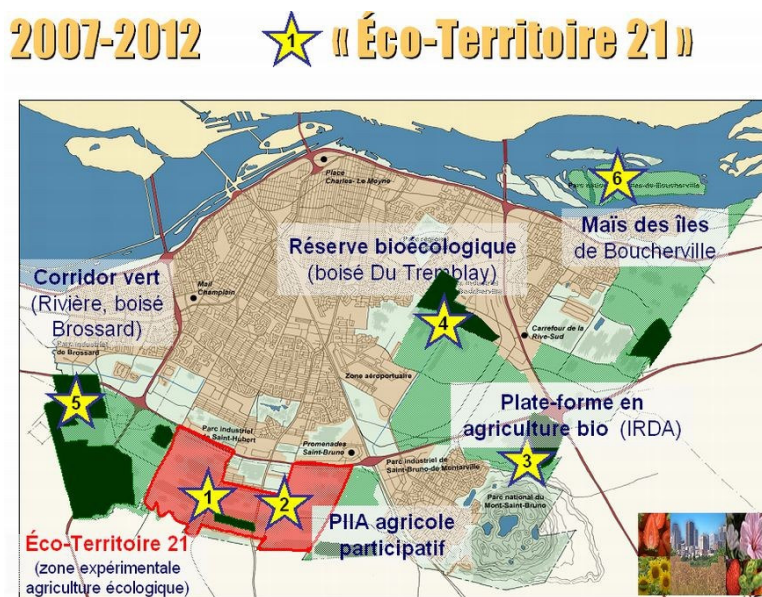 2007-2012
1
« Éco-Territoire 21 »
Place
Charles- Le Moyne
6
Maïs des îles
de Boucherville
Réserve bioécologique
(boisé Du Tremblay)
Corridor vert
(Rivière, boisé
Brossard)
Mail
Champlain
4
Carrefour de la
Rive-Sud
Parc industriel
de Brossard
Zone aéroportuaire
5
Plate-forme en
agriculture bio (IRDA)
Parc industriel
de Saint-Hubert
Promenades
Saint-Bruno
Parc industriel de
Saint-Bruno-de Montarville
3
1
2
Parc national du
Mont-Saint-Bruno
PIIA agricole
participatif
Éco-Territoire 21
(zone expérimentale
agriculture écologique)